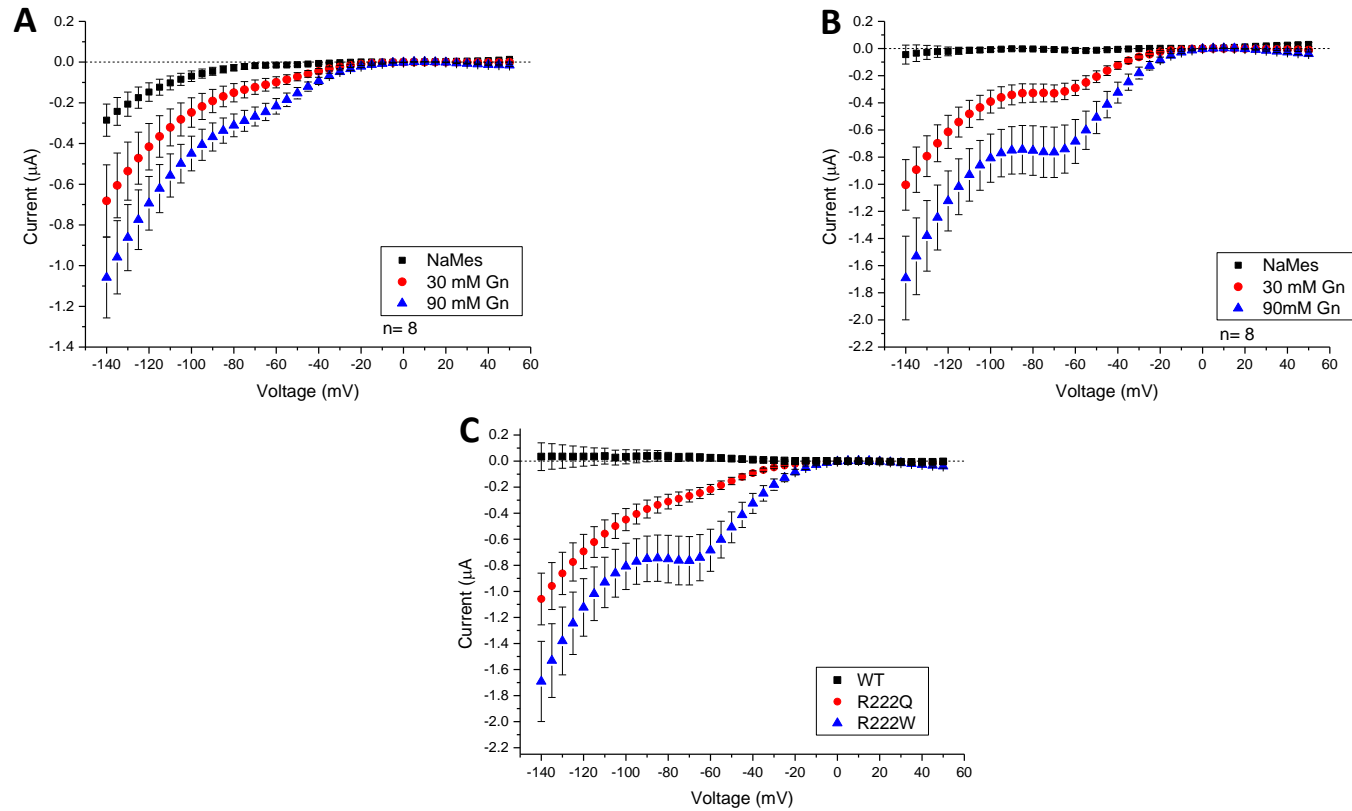 A
0.2
0.0
-0.2
-0.4
-0.6
-0.8
-1.0
-1.2
-1.4
Current (µA)
NaMes
30 mM Gn
90 mM Gn
n= 8
-140 -120 -100 -80 -60 -40 -20 0 20 40 60
Voltage (mV)
B
0.2
0.0
-0.2
-0.4
-0.6
-0.8
-1.0
-1.2
-1.4
-1.6
-1.8
-2.0
-2.2
Current (µA)
NaMes
30 mM Gn
90mM Gn
n= 8
-140 -120 -100 -80 -60 -40 -20 0 20 40 60
Voltage (mV)
C
0.2
0.0
-0.2
-0.4
-0.6
-0.8
-1.0
-1.2
-1.4
-1.6
-1.8
-2.0
-2.2
Current (µA
WT
R222Q
R222W
-140 -120 -100 -80 -60 -40 -20 0 20 40 60
Voltage (mV)